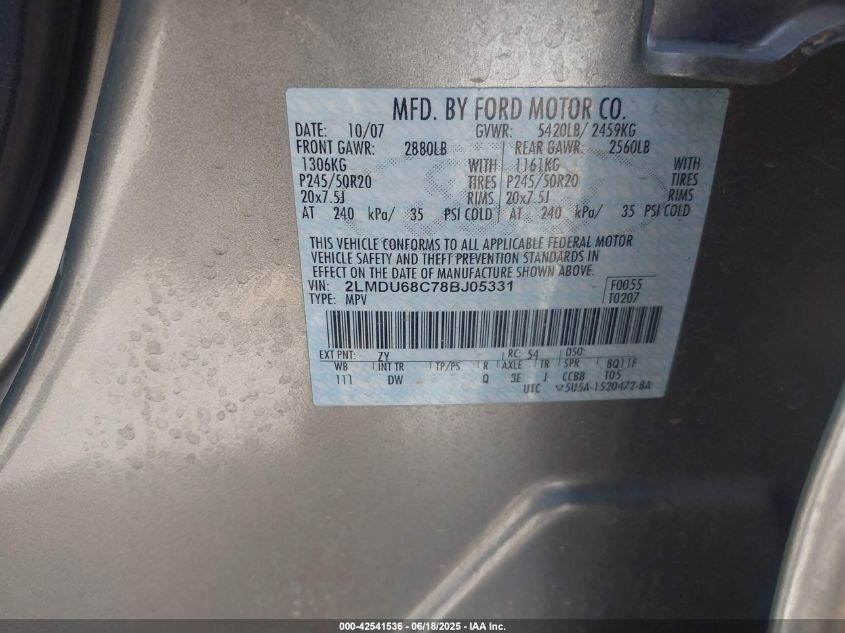 MFD. BY FORD MOTOR CO.
DATE: 10/07 GVWR: 5420LB/ 2459KG
FRONT GAWR: 2880LB REAR GAWR: 2560LB
1306KG WITH 1161KG WITH
P245/50R20 TIRES P245/50R20 TIRES
20x7.5J RIMS 20x7.5J RIMS
AT 240 kPa/ 35 PSI COLD AT 240 kPa/ 35 PSI COLD
THIS VEHICLE CONFORMS TO ALL APPLICABLE FEDERAL MOTOR
VEHICLE SAFETY AND THEFT PREVENTION STANDARDS IN
EFFECT ON THE DATE OF MANUFACTURE SHOWN ABOVE.
VIN: 2LMDU68C78BJ05331 F0055
TYPE: MPV T0207
EXT PNT: ZY RC: 54 DSO:
WB INT TR TP/PS R AXLE TR SPR 8Q11F
111 DW Q 3E J CCBB T05
UTC 5U5A-1520472-BA
000-42541536 - 06/18/2025 - IAA Inc.